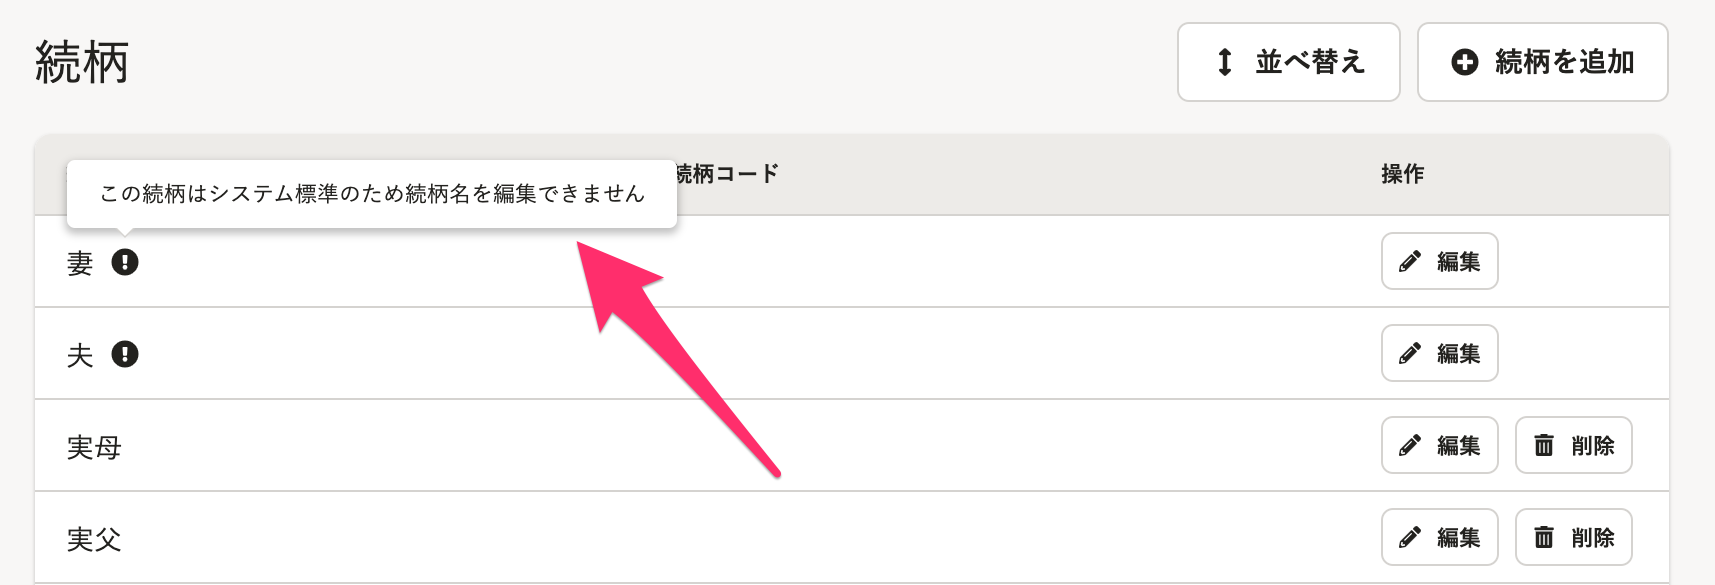 続柄
並べ替え
続柄を追加
続柄コード
操作
この続柄はシステム標準のため続柄名を編集できません
妻
編集
夫
編集
実母
編集
削除
実父
編集
削除